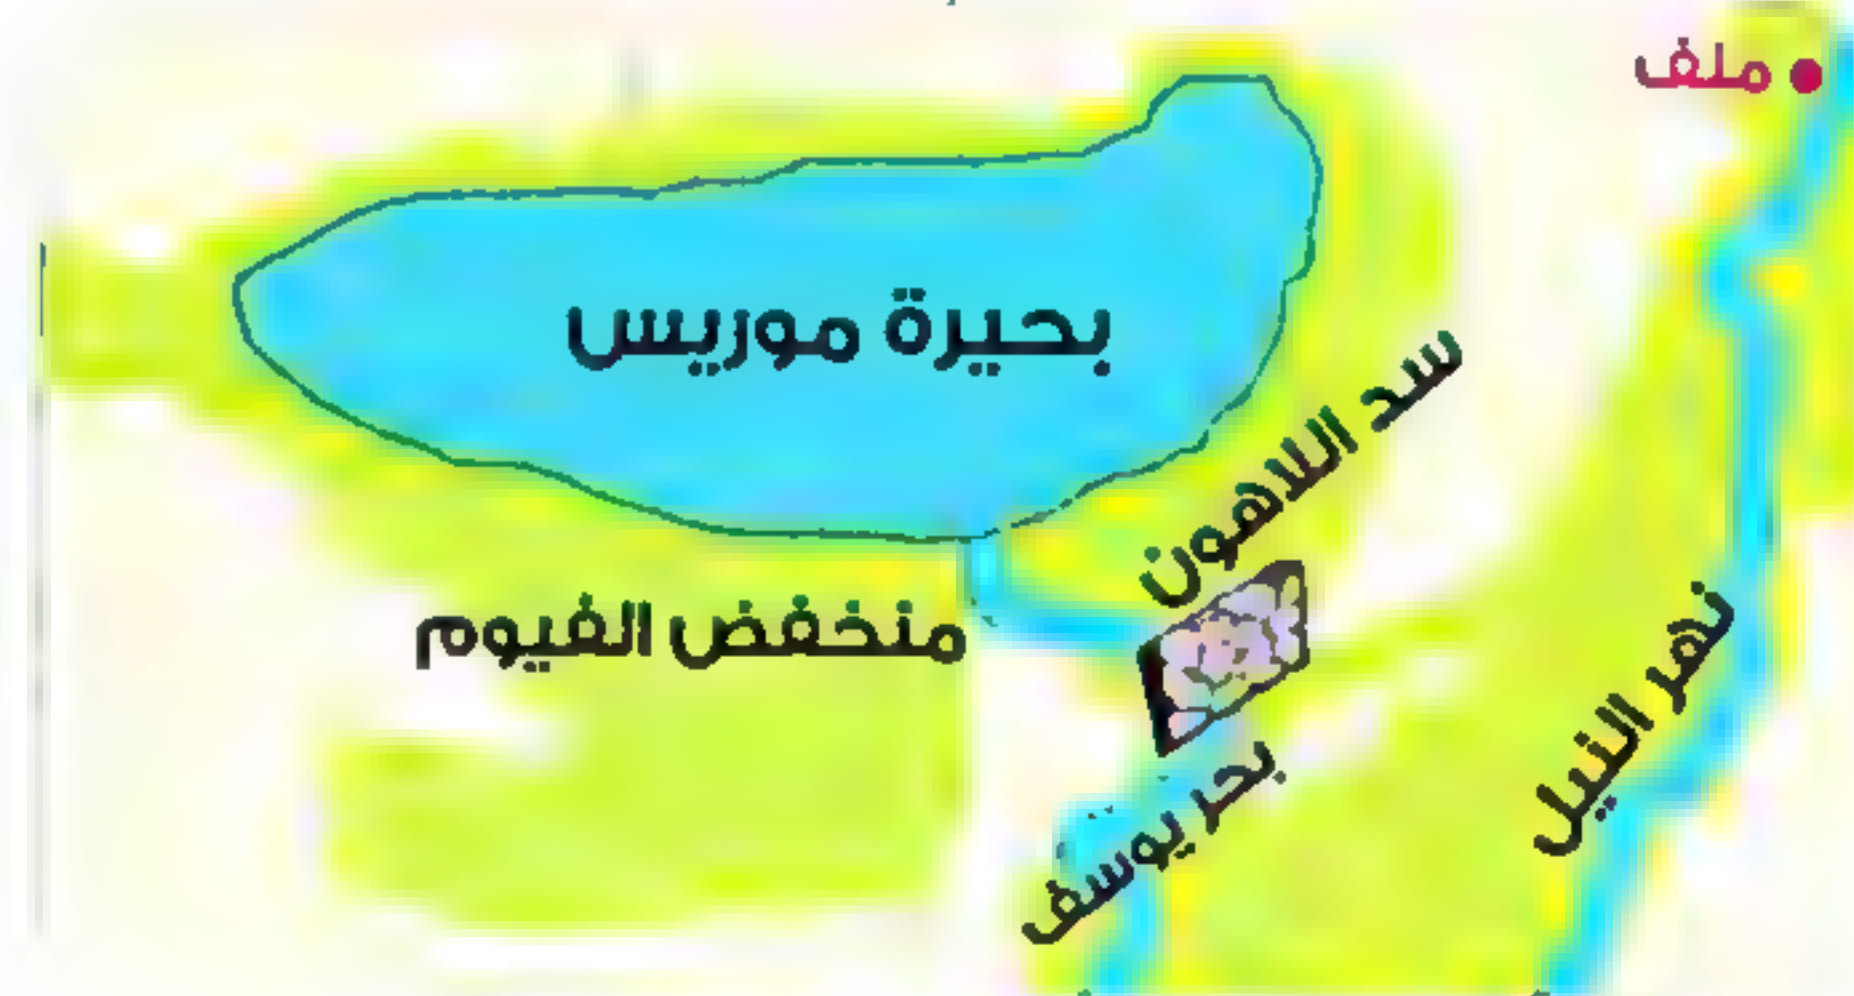 ملف
بحيرة موريس
سد اللاهون
منخفض الفيوم
نهر النيل
بحر يوسف